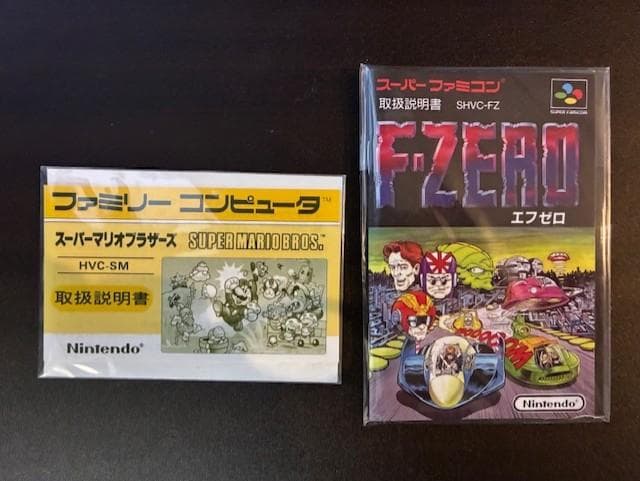 ファミリー コンピュータ™
スーパーマリオブラザーズ
SUPER MARIO BROS.™
HVC-SM
取扱説明書
Nintendo®
スーパーファミコン®
取扱説明書 SHVC-FZ
SUPER FAMICOM
F-ZERO
エフゼロ
Nintendo®